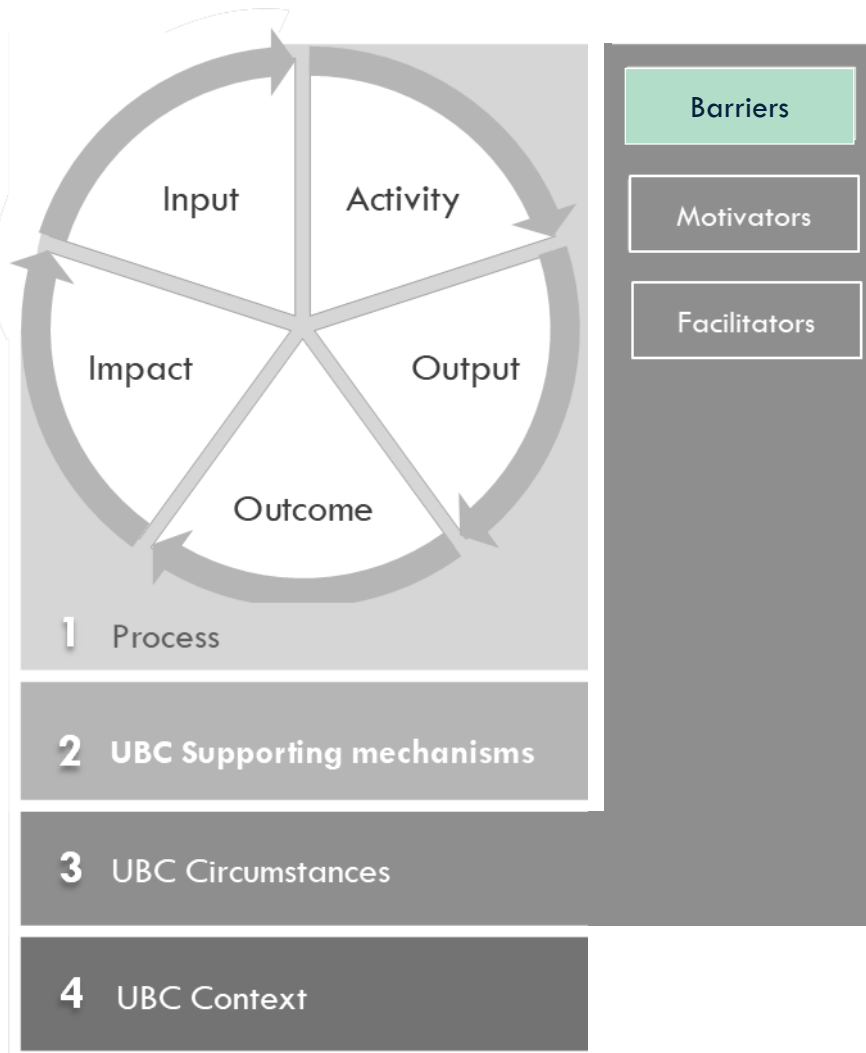 Input
Activity
Impact
Output
Outcome
1 Process
2 UBC Supporting mechanisms
3 UBC Circumstances
4 UBC Context
Barriers
Motivators
Facilitators